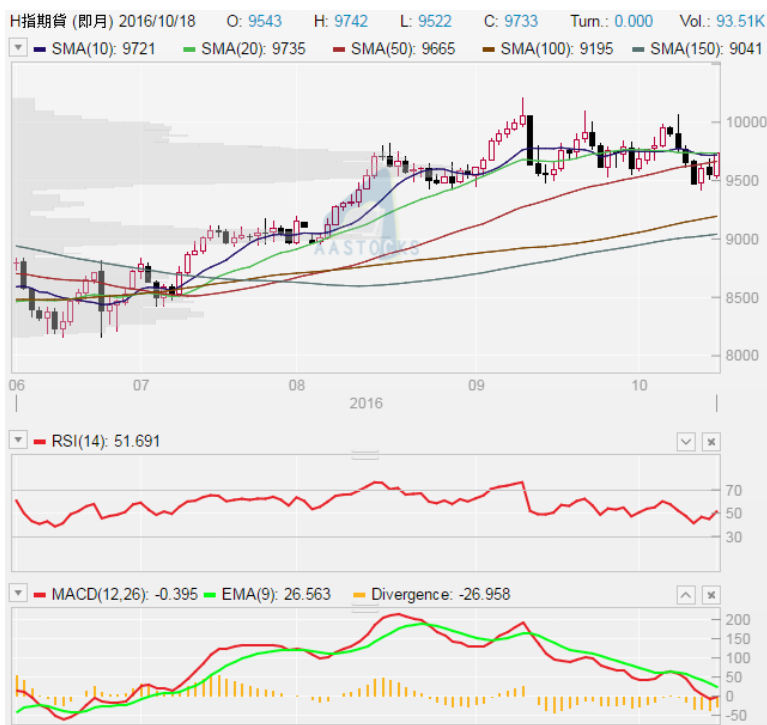 H指期貨 (即月) 2016/10/18 O: 9543 H: 9742 L: 9522 C: 9733 Turn.: 0.000 Vol.: 93.51K
SMA(10): 9721 SMA(20): 9735 SMA(50): 9665 SMA(100): 9195 SMA(150): 9041
10000
9500
AASTOCKS
9000
8500
8000
06 07 08 09 10
2016
RSI(14): 51.691
70
50
30
MACD(12,26): -0.395 EMA(9): 26.563 Divergence: -26.958
200
150
100
50
0
-50